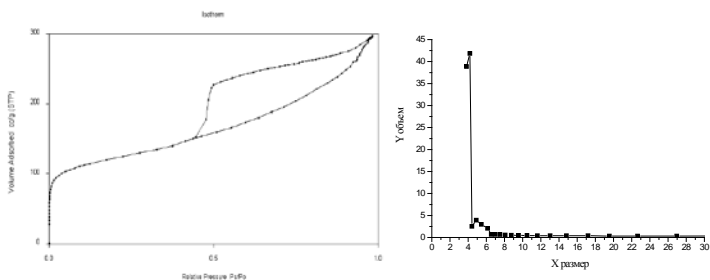 Isotherm
300
200
100
0
0.0
0.5
1.0
Volume Adsorbed cc/g (STP)
Relative Pressure, Ps/Po
45
40
35
30
25
20
15
10
5
0
0 2 4 6 8 10 12 14 16 18 20 22 24 26 28 30
Y объем
X размер